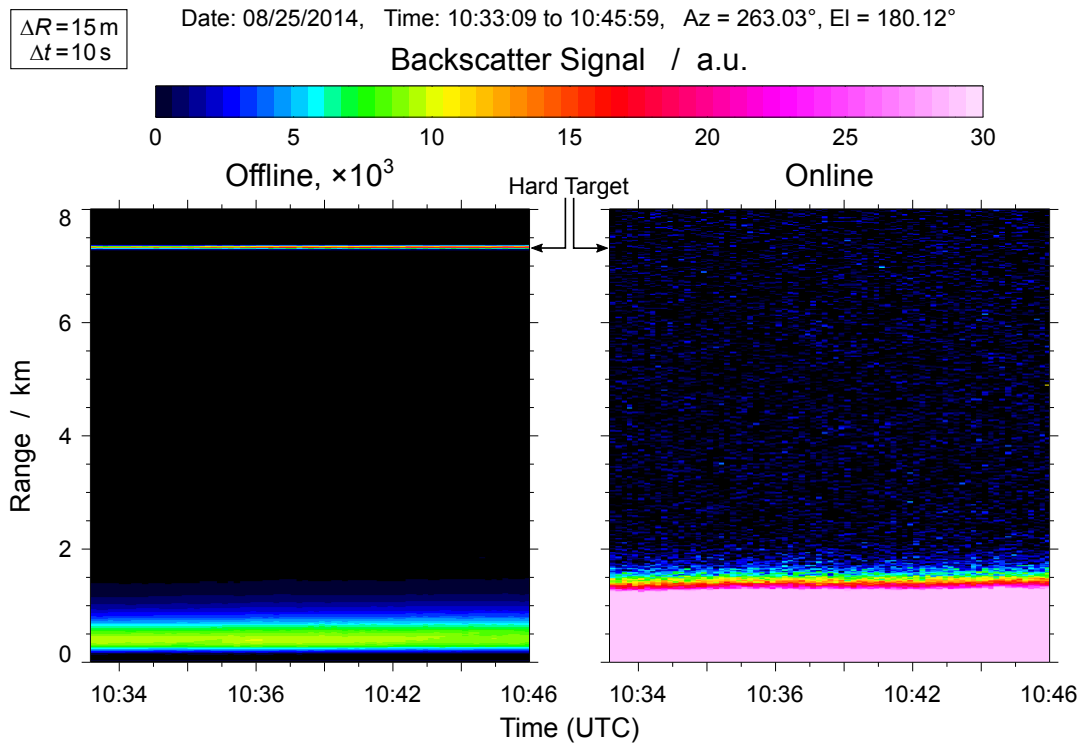 ΔR=15m
Δt=10s
Date: 08/25/2014, Time: 10:33:09 to 10:45:59, Az = 263.03°, El = 180.12°
Backscatter Signal / a.u.
0 5 10 15 20 25 30
Offline, ×10³
Hard Target
Online
8
6
4
2
0
Range / km
10:34 10:36 10:42 10:46
10:34 10:36 10:42 10:46
Time (UTC)